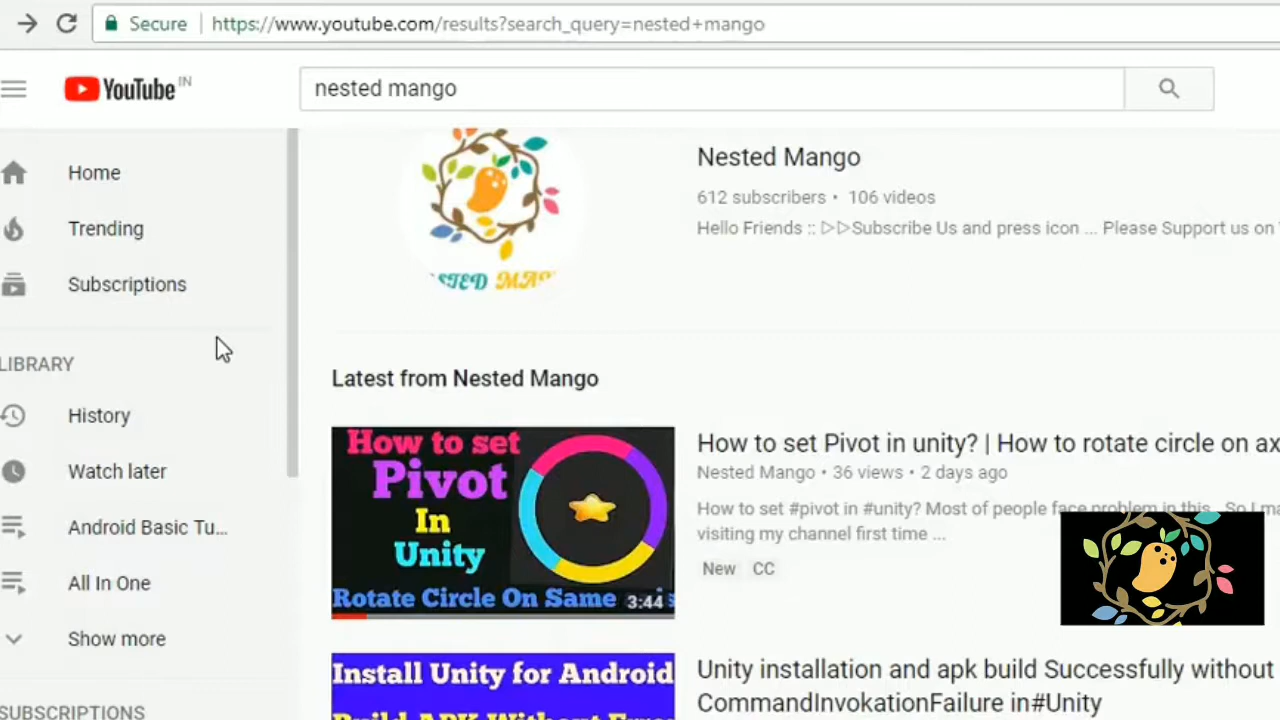 Secure https://www.youtube.com/results?search_query=nested+mango
YouTube IN
nested mango
Home
Trending
Subscriptions
LIBRARY
History
Watch later
Android Basic Tu...
All In One
Show more
SUBSCRIPTIONS
Nested Mango
612 subscribers • 106 videos
Hello Friends :: ▷▷Subscribe Us and press icon ... Please Support us on
Latest from Nested Mango
How to set
Pivot
In
Unity
Rotate Circle On Same
3:44
How to set Pivot in unity? | How to rotate circle on ax
Nested Mango • 36 views • 2 days ago
How to set #pivot in #unity? Most of people face problem in this.. So I ma
visiting my channel first time ...
New CC
Install Unity for Android
Build APK Without
Unity installation and apk build Successfully without
CommandInvokationFailure in#Unity